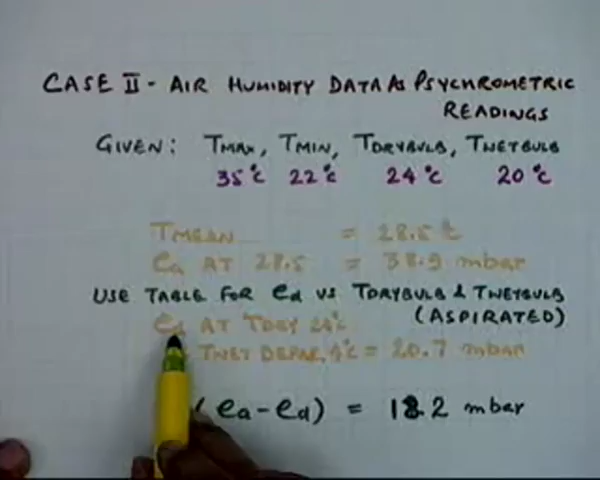 CASE II - AIR HUMIDITY DATA AS PSYCHROMETRIC
READINGS
GIVEN: TMAX, TMIN, TDRYBULB, TWETBULB
35°C 22°C 24°C 20°C
TMEAN = 28.5°C
ea AT 28.5 = 38.9 mbar
USE TABLE FOR ed VS TDRYBULB & TWETBULB
(ASPIRATED)
ed AT TDRY 24°C
TWET DEPRE, 4°C = 20.7 mbar
(ea-ed) = 18.2 mbar